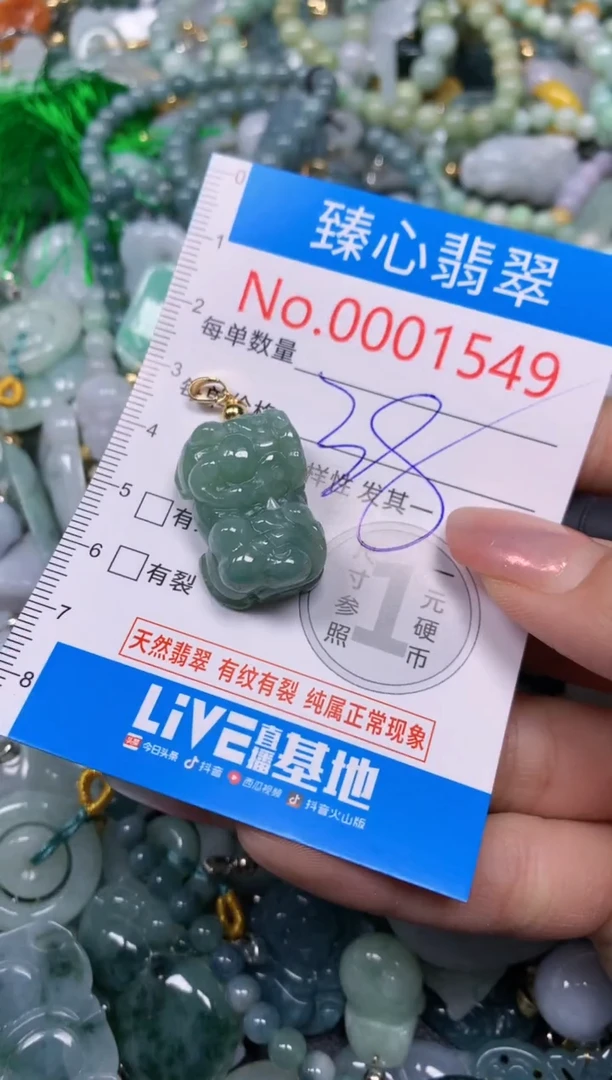 0
臻心翡翠
1
No.0001549
2
每单数量
38
3
4
样性 发其一
5
□有
6
□有裂
尺寸参照
1
元硬币
7
天然翡翠 有纹有裂 纯属正常现象
8
LiVE直播基地
头条 今日头条 抖音 西瓜视频 抖音火山版